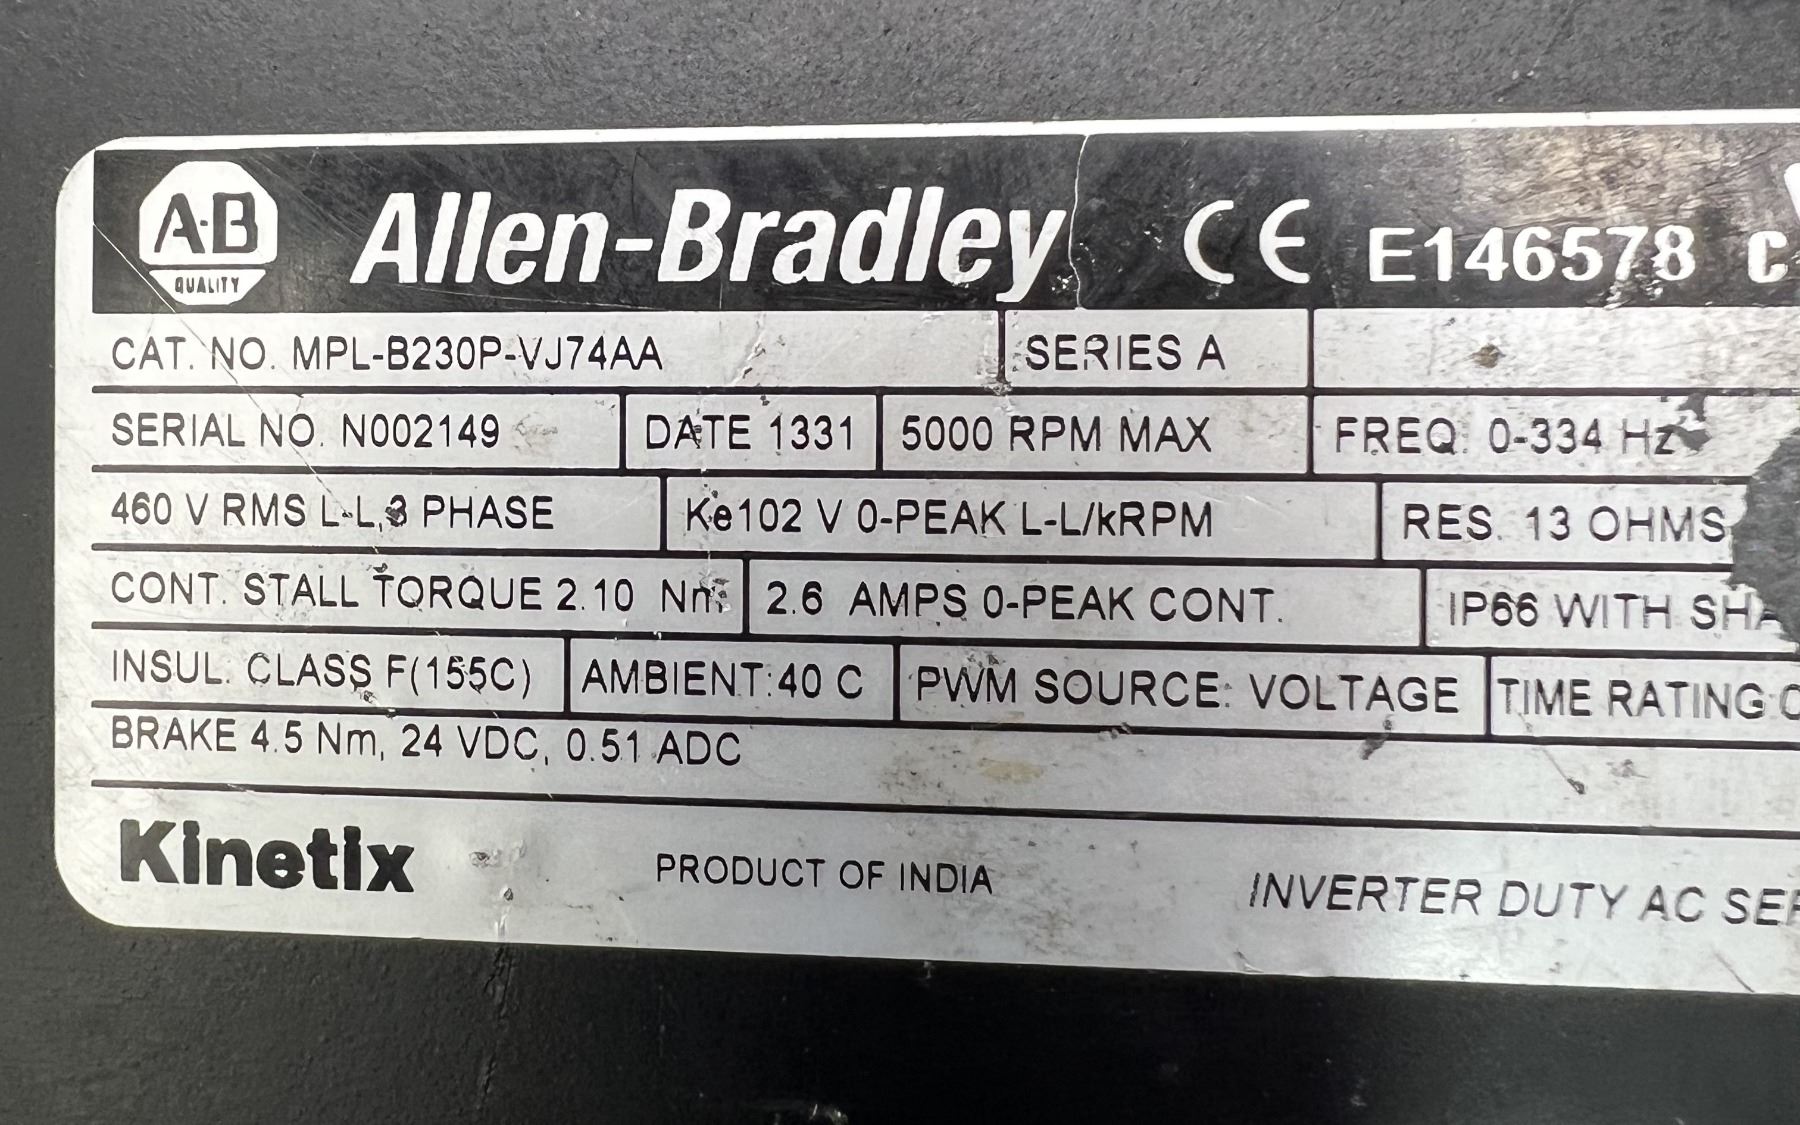 A-B QUALITY Allen-Bradley CE E146578 C
CAT. NO. MPL-B230P-VJ74AA SERIES A
SERIAL NO. N002149 DATE 1331 5000 RPM MAX FREQ. 0-334 Hz
460 V RMS L-L, 3 PHASE Ke102 V 0-PEAK L-L/kRPM RES. 13 OHMS
CONT. STALL TORQUE 2.10 Nm 2.6 AMPS 0-PEAK CONT. IP66 WITH
INSUL. CLASS F(155C) AMBIENT:40 C PWM SOURCE: VOLTAGE TIME RATING:
BRAKE 4.5 Nm, 24 VDC, 0.51 ADC
Kinetix PRODUCT OF INDIA INVERTER DUTY AC